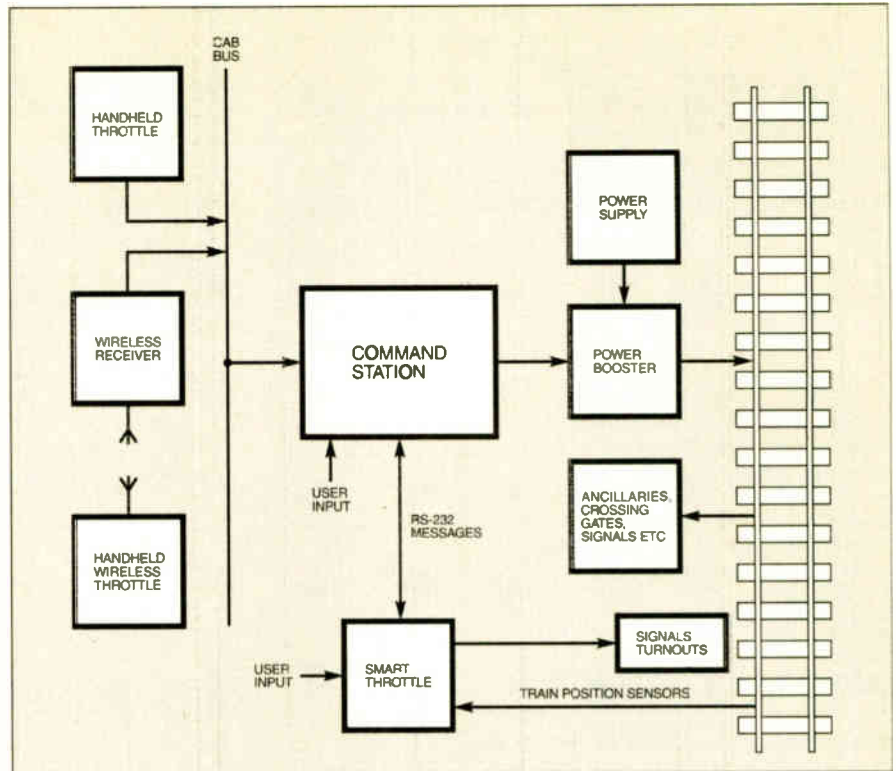 CAB
BUS
HANDHELD
THROTTLE
WIRELESS
RECEIVER
HANDHELD
WIRELESS
THROTTLE
COMMAND
STATION
USER
INPUT
RS-232
MESSAGES
POWER
SUPPLY
POWER
BOOSTER
ANCILLARIES,
CROSSING
GATES,
SIGNALS ETC
USER
INPUT
SMART
THROTTLE
SIGNALS
TURNOUTS
TRAIN POSITION SENSORS